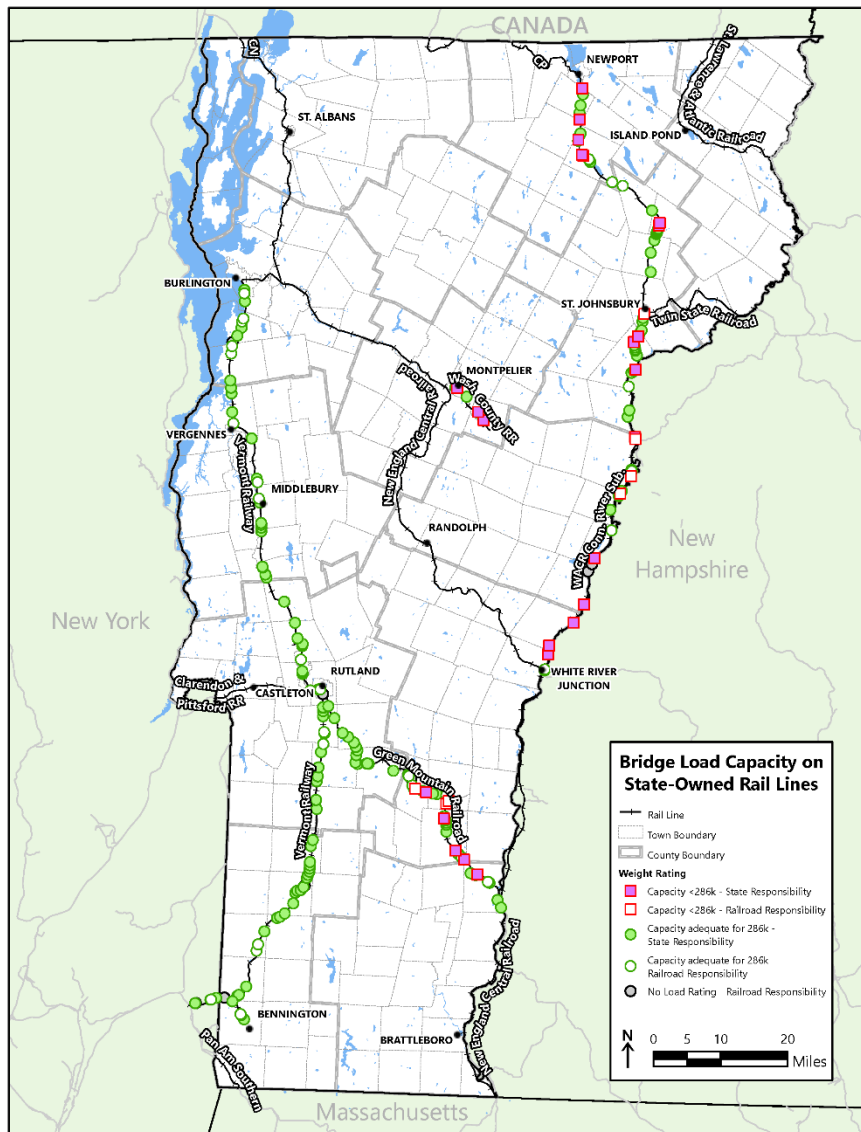 CANADA
CN
CP
NEWPORT
St. Lawrence &
Atlantic Railroad
ISLAND POND
ST. ALBANS
BURLINGTON
ST. JOHNSBURY
Twin State Railroad
MONTPELIER
Wash County RR
New England Central Railroad
VERGENNES
Vermont Railway
MIDDLEBURY
RANDOLPH
WACR Conn. River Sub.
New
Hampshire
New York
WHITE RIVER
JUNCTION
RUTLAND
Clarendon &
Pittsford RR
CASTLETON
Green Mountain Railroad
Vermont Railway
New England Central Railroad
BENNINGTON
BRATTLEBORO
Pan Am Southern
Massachusetts
Bridge Load Capacity on
State-Owned Rail Lines
Rail Line
Town Boundary
County Boundary
Weight Rating
Capacity <286k - State Responsibility
Capacity <286k - Railroad Responsibility
Capacity adequate for 286k -
State Responsibility
Capacity adequate for 286k
Railroad Responsibility
No Load Rating - Railroad Responsibility
N
0 5 10 20
Miles